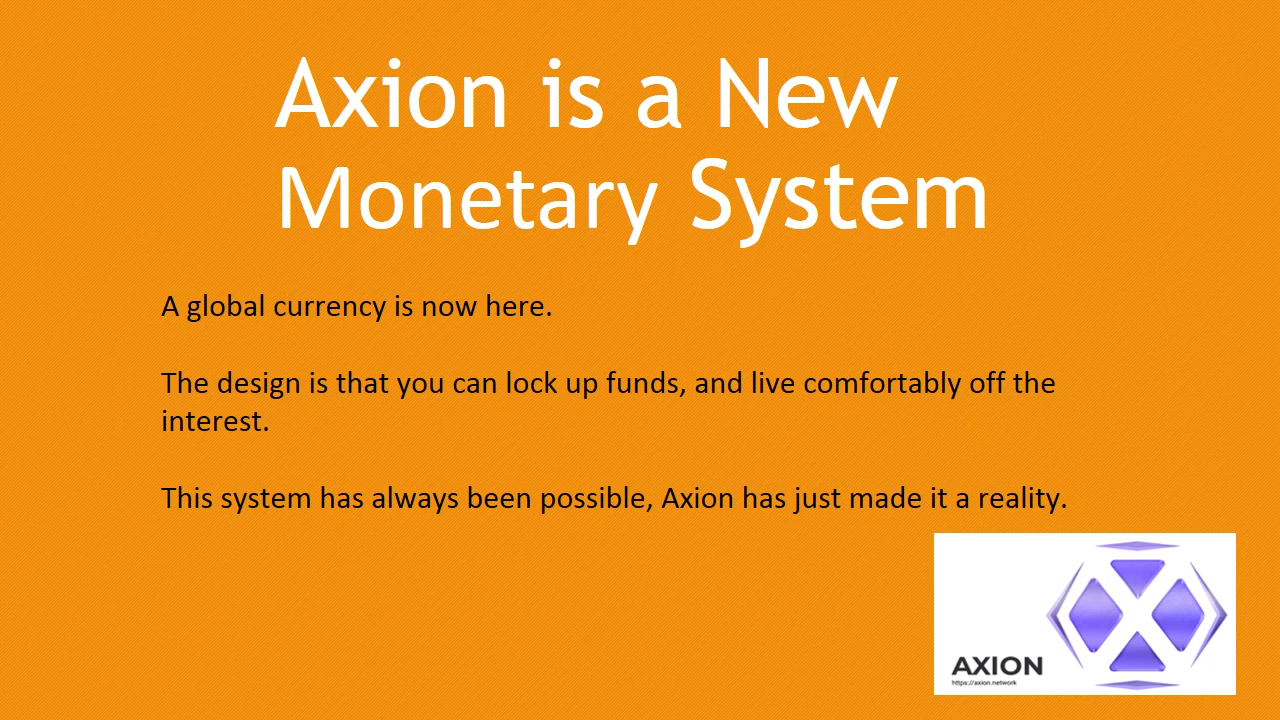 Axion is a New
Monetary System
A global currency is now here.
The design is that you can lock up funds, and live comfortably off the
interest.
This system has always been possible, Axion has just made it a reality.
AXION
https://axion.network